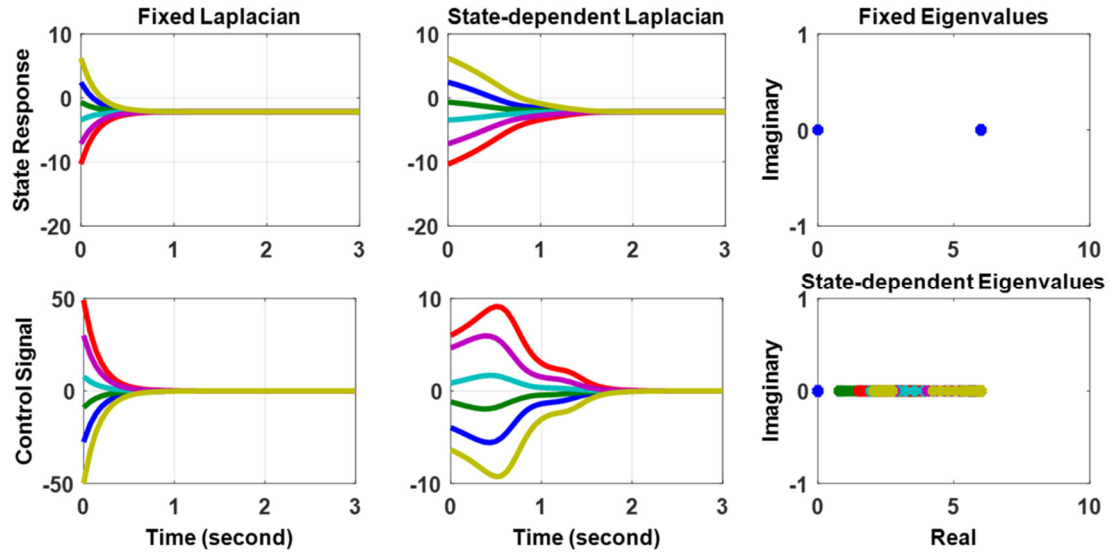 Fixed Laplacian
State Response
10
0
-10
-20
0 1 2 3
State-dependent Laplacian
10
0
-10
-20
0 1 2 3
Fixed Eigenvalues
Imaginary
1
0
-1
0 5 10
Control Signal
50
0
-50
0 1 2 3
Time (second)
10
0
-10
0 1 2 3
Time (second)
State-dependent Eigenvalues
Imaginary
1
0
-1
0 5 10
Real